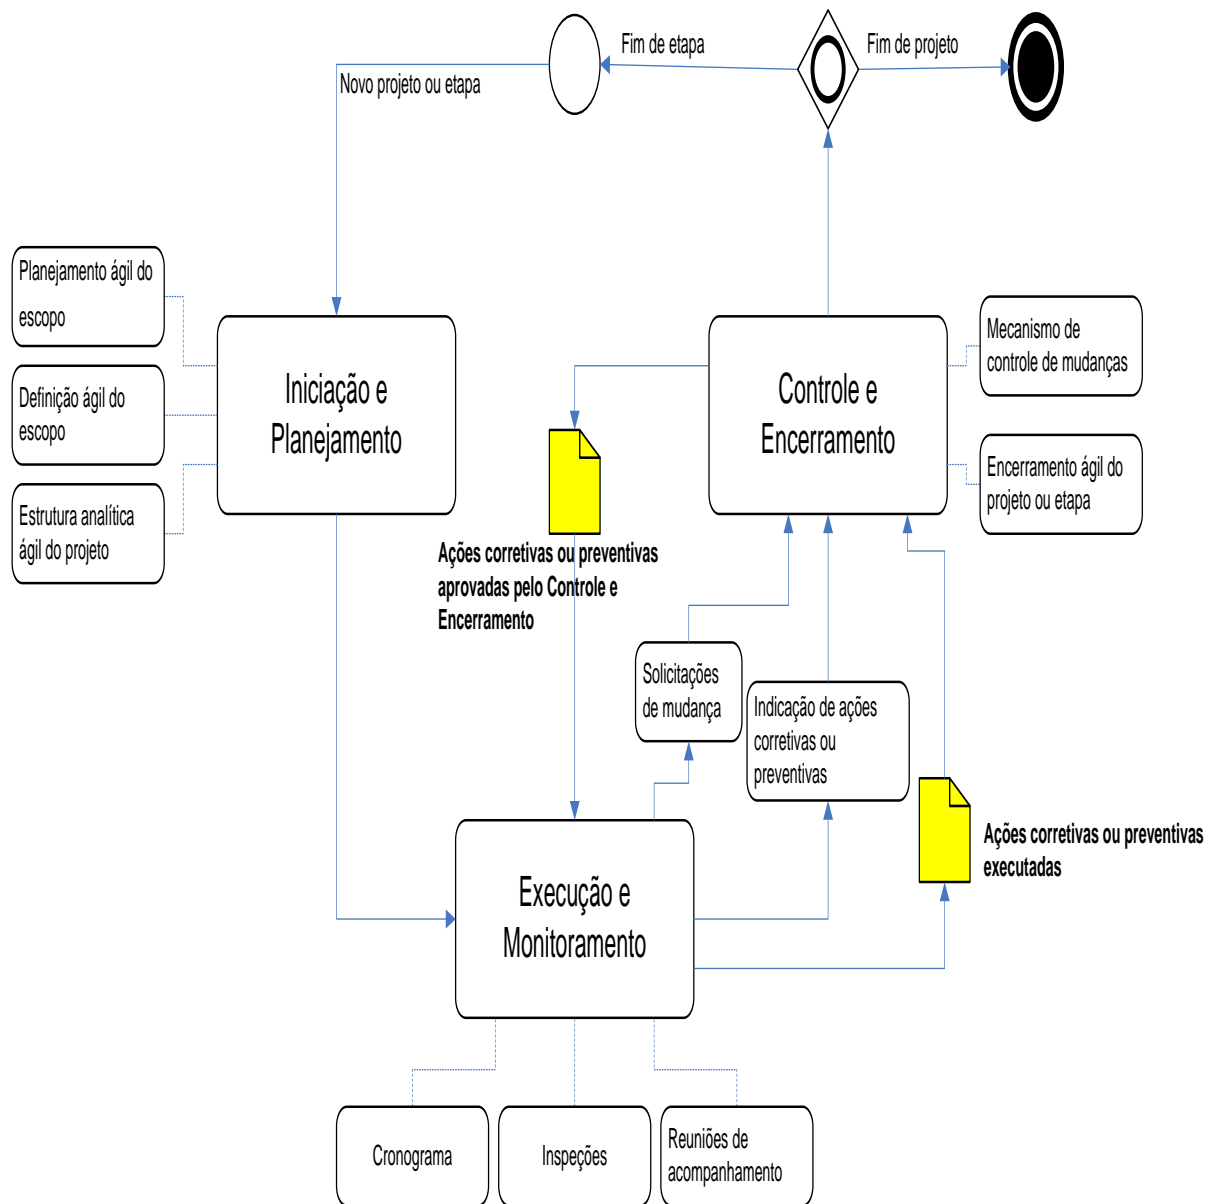 Fim de etapa
Fim de projeto
Novo projeto ou etapa
Planejamento ágil do
escopo
Definição ágil do
escopo
Estrutura analítica
ágil do projeto
Iniciação e
Planejamento
Controle e
Encerramento
Mecanismo de
controle de mudanças
Encerramento ágil do
projeto ou etapa
Ações corretivas ou preventivas
aprovadas pelo Controle e
Encerramento
Solicitações
de mudança
Indicação de ações
corretivas ou
preventivas
Ações corretivas ou preventivas
executadas
Execução e
Monitoramento
Cronograma
Inspeções
Reuniões de
acompanhamento